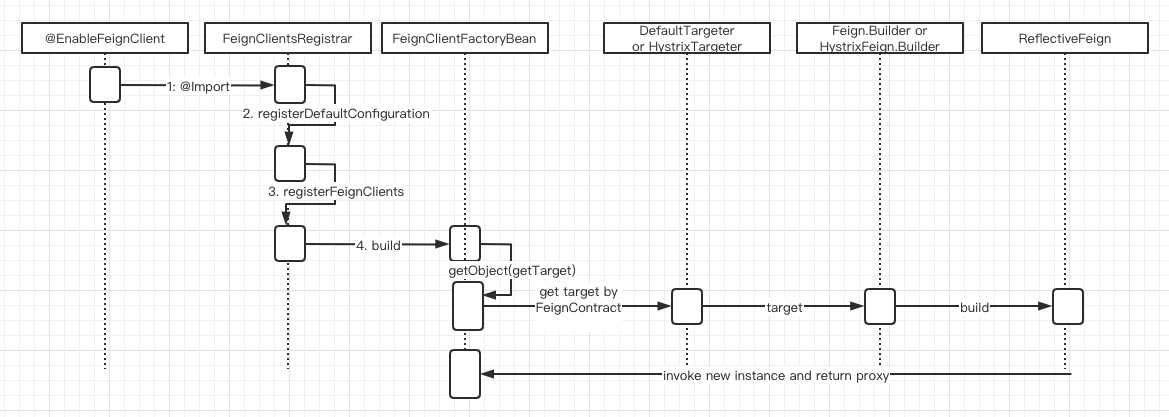 @EnableFeignClient
FeignClientsRegistrar
FeignClientFactoryBean
DefaultTargeter
or HystrixTargeter
Feign.Builder or
HystrixFeign.Builder
ReflectiveFeign
1: @Import
2. registerDefaultConfiguration
3. registerFeignClients
4. build
getObject(getTarget)
get target by
FeignContract
target
build
invoke new instance and return proxy